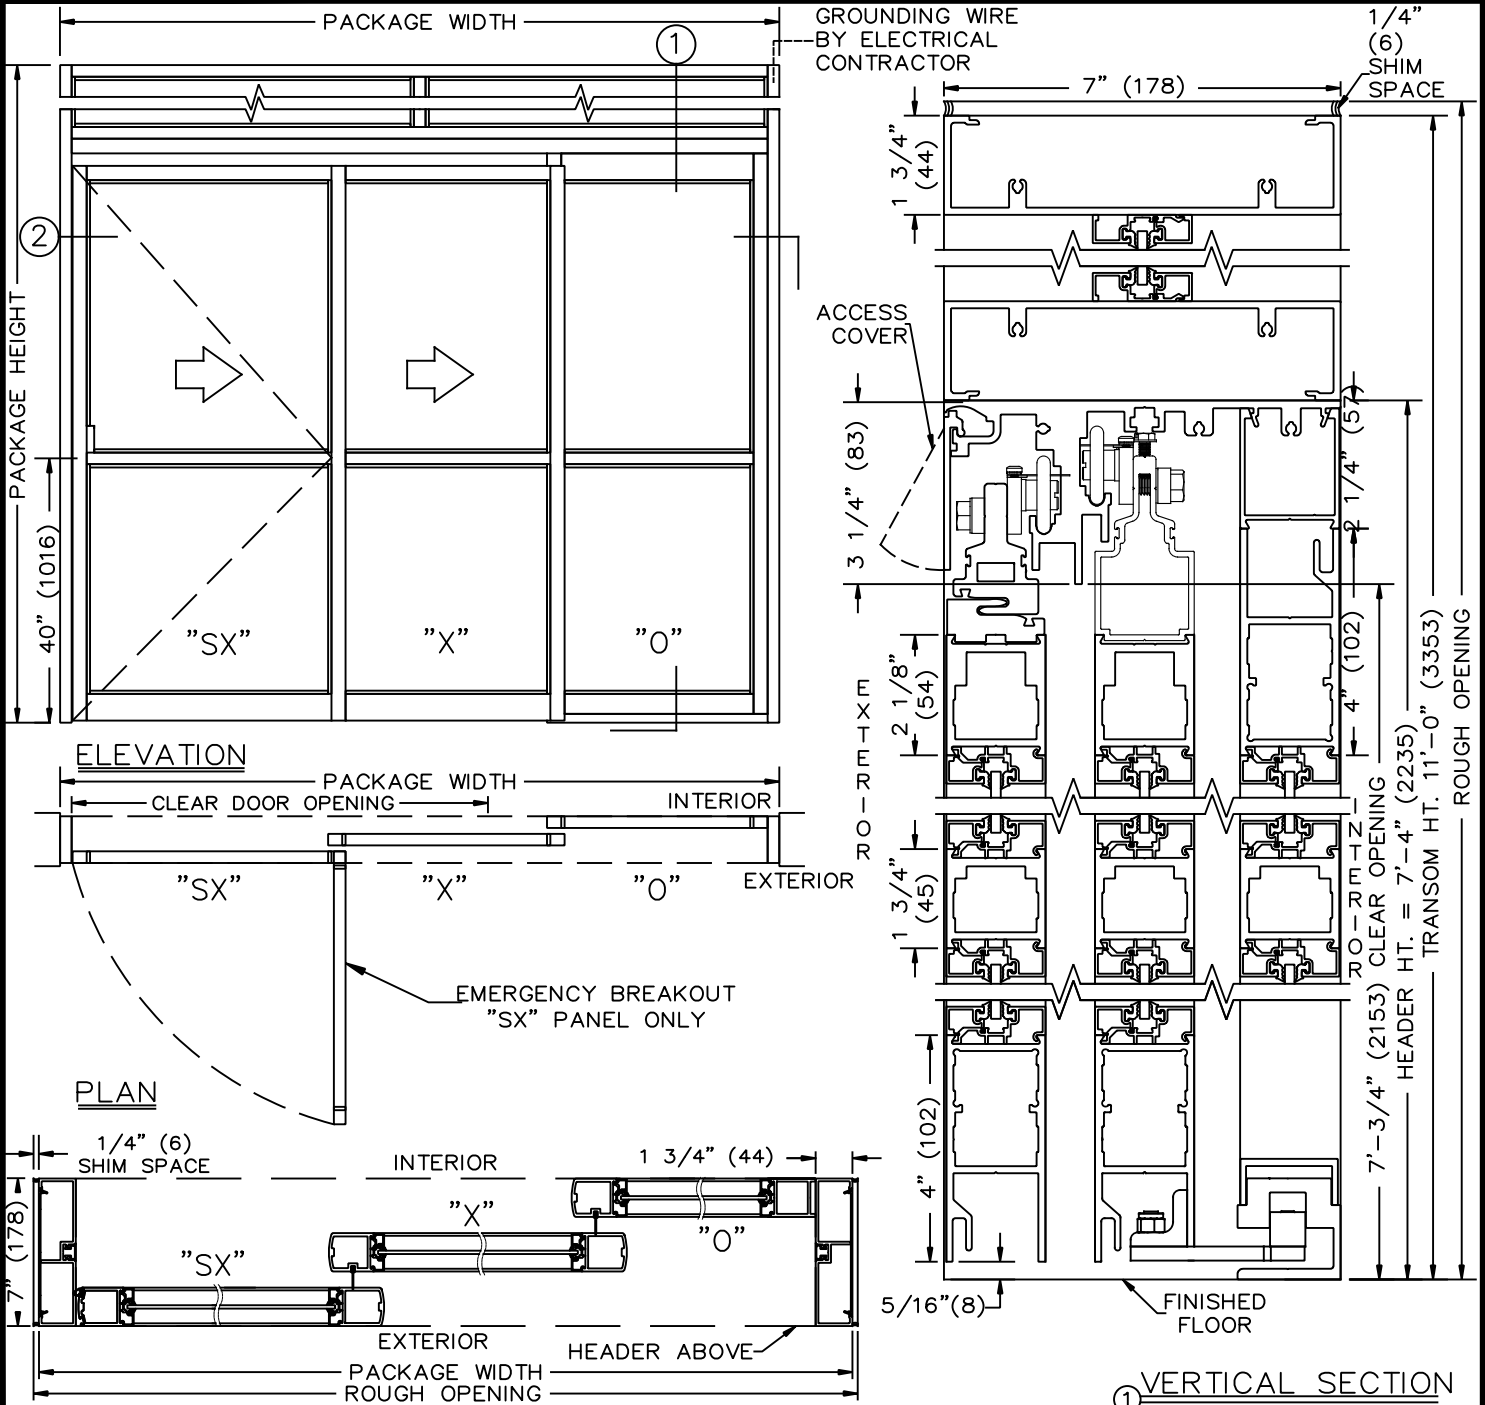 PACKAGE WIDTH
1
GROUNDING WIRE
BY ELECTRICAL
CONTRACTOR
2
PACKAGE HEIGHT
40" (1016)
"SX"
"X"
"O"
ELEVATION
PACKAGE WIDTH
CLEAR DOOR OPENING
INTERIOR
"SX"
"X"
"O"
EXTERIOR
EMERGENCY BREAKOUT
"SX" PANEL ONLY
PLAN
1/4" (6)
SHIM SPACE
INTERIOR
1 3/4" (44)
7" (178)
"SX"
"X"
"O"
EXTERIOR
HEADER ABOVE
PACKAGE WIDTH
ROUGH OPENING
1/4"
(6)
SHIM
SPACE
7" (178)
1 3/4"
(44)
ACCESS
COVER
3 1/4" (83)
2 1/4" (57)
4" (102)
2 1/8"
(54)
EXTERIOR
1 3/4"
(45)
INTERIOR
4" (102)
5/16"(8)
FINISHED
FLOOR
7'-3/4" (2153) CLEAR OPENING
HEADER HT. = 7'-4" (2235)
TRANSOM HT. 11'-0" (3353)
ROUGH OPENING
1 VERTICAL SECTION